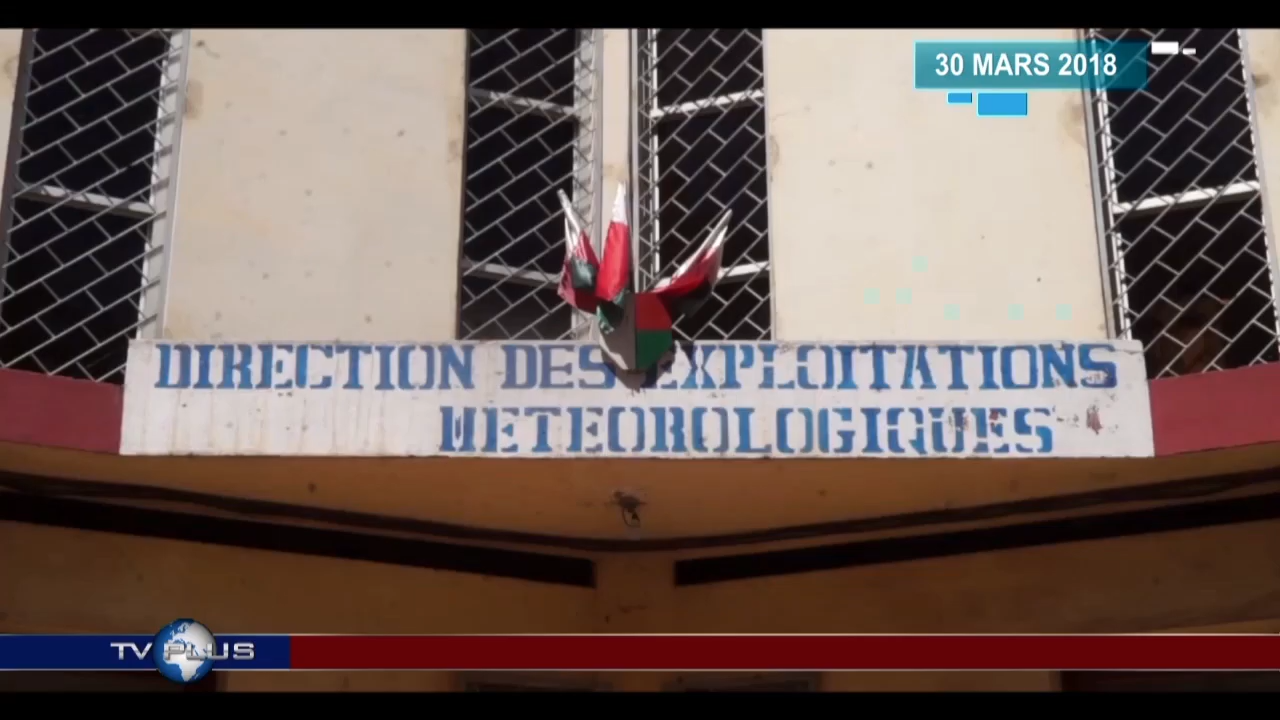 30 MARS 2018
DIRECTION DES EXPLOITATIONS
METEOROLOGIQUES
TV PLUS